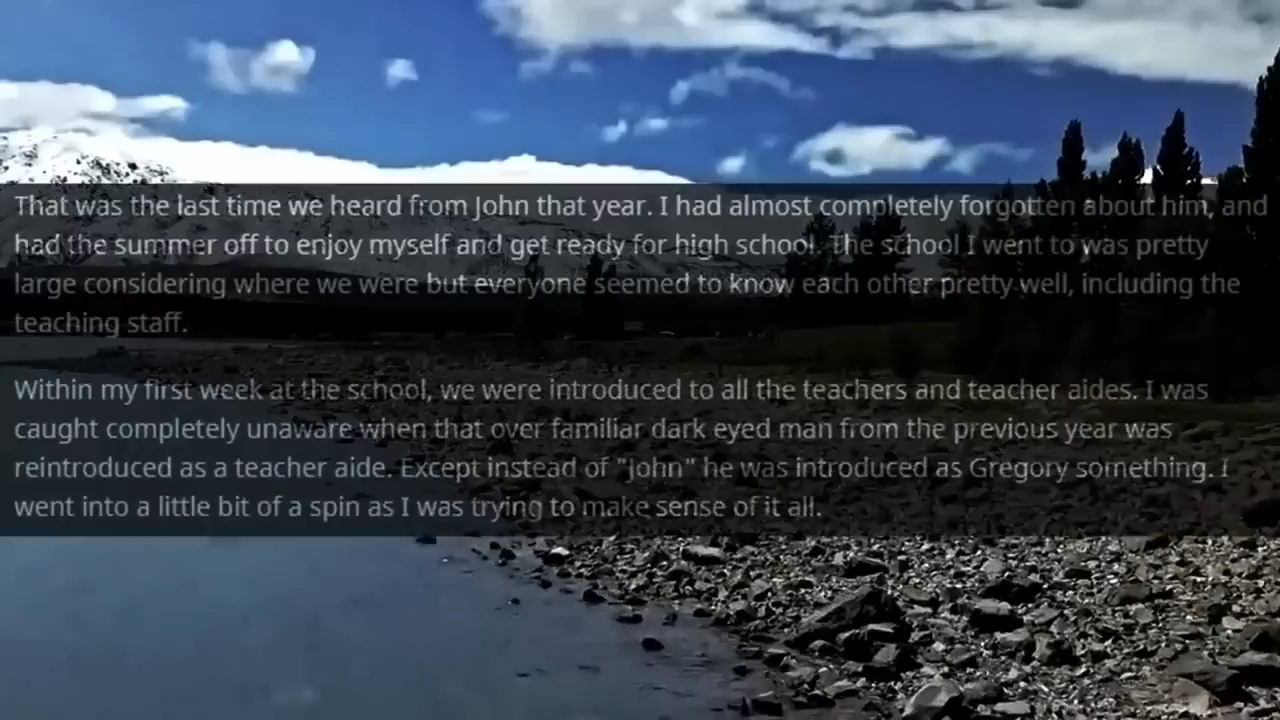 That was the last time we heard from John that year. I had almost completely forgotten about him, and
had the summer off to enjoy myself and get ready for high school. The school I went to was pretty
large considering where we were but everyone seemed to know each other pretty well, including the
teaching staff.
Within my first week at the school, we were introduced to all the teachers and teacher aides. I was
caught completely unaware when that over familiar dark eyed man from the previous year was
reintroduced as a teacher aide. Except instead of "John" he was introduced as Gregory something. I
went into a little bit of a spin as I was trying to make sense of it all.